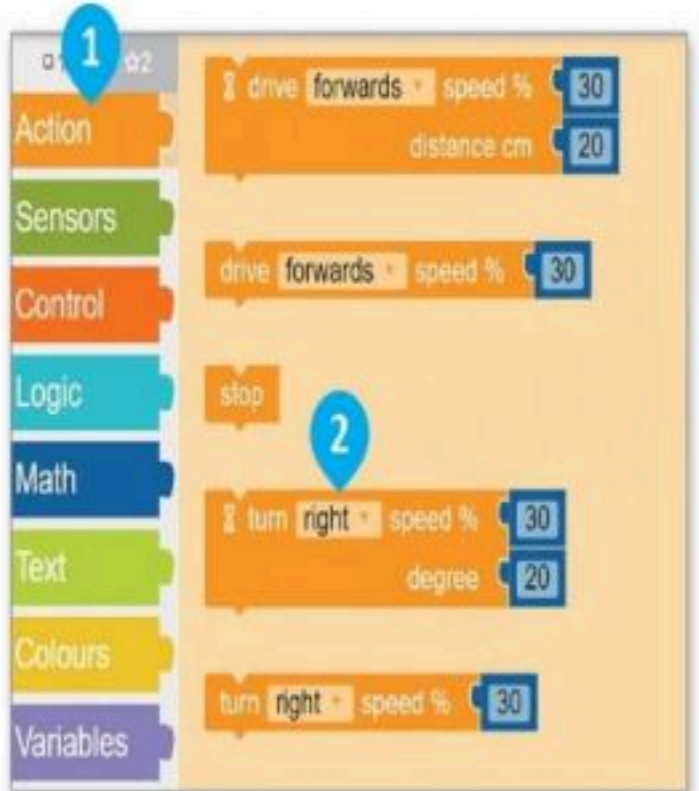 1
2
Action
Sensors
Control
Logic
Math
Text
Colours
Variables
drive forwards speed % 30
distance cm 20
drive forwards speed % 30
stop
2
turn right speed % 30
degree 20
turn right speed % 30